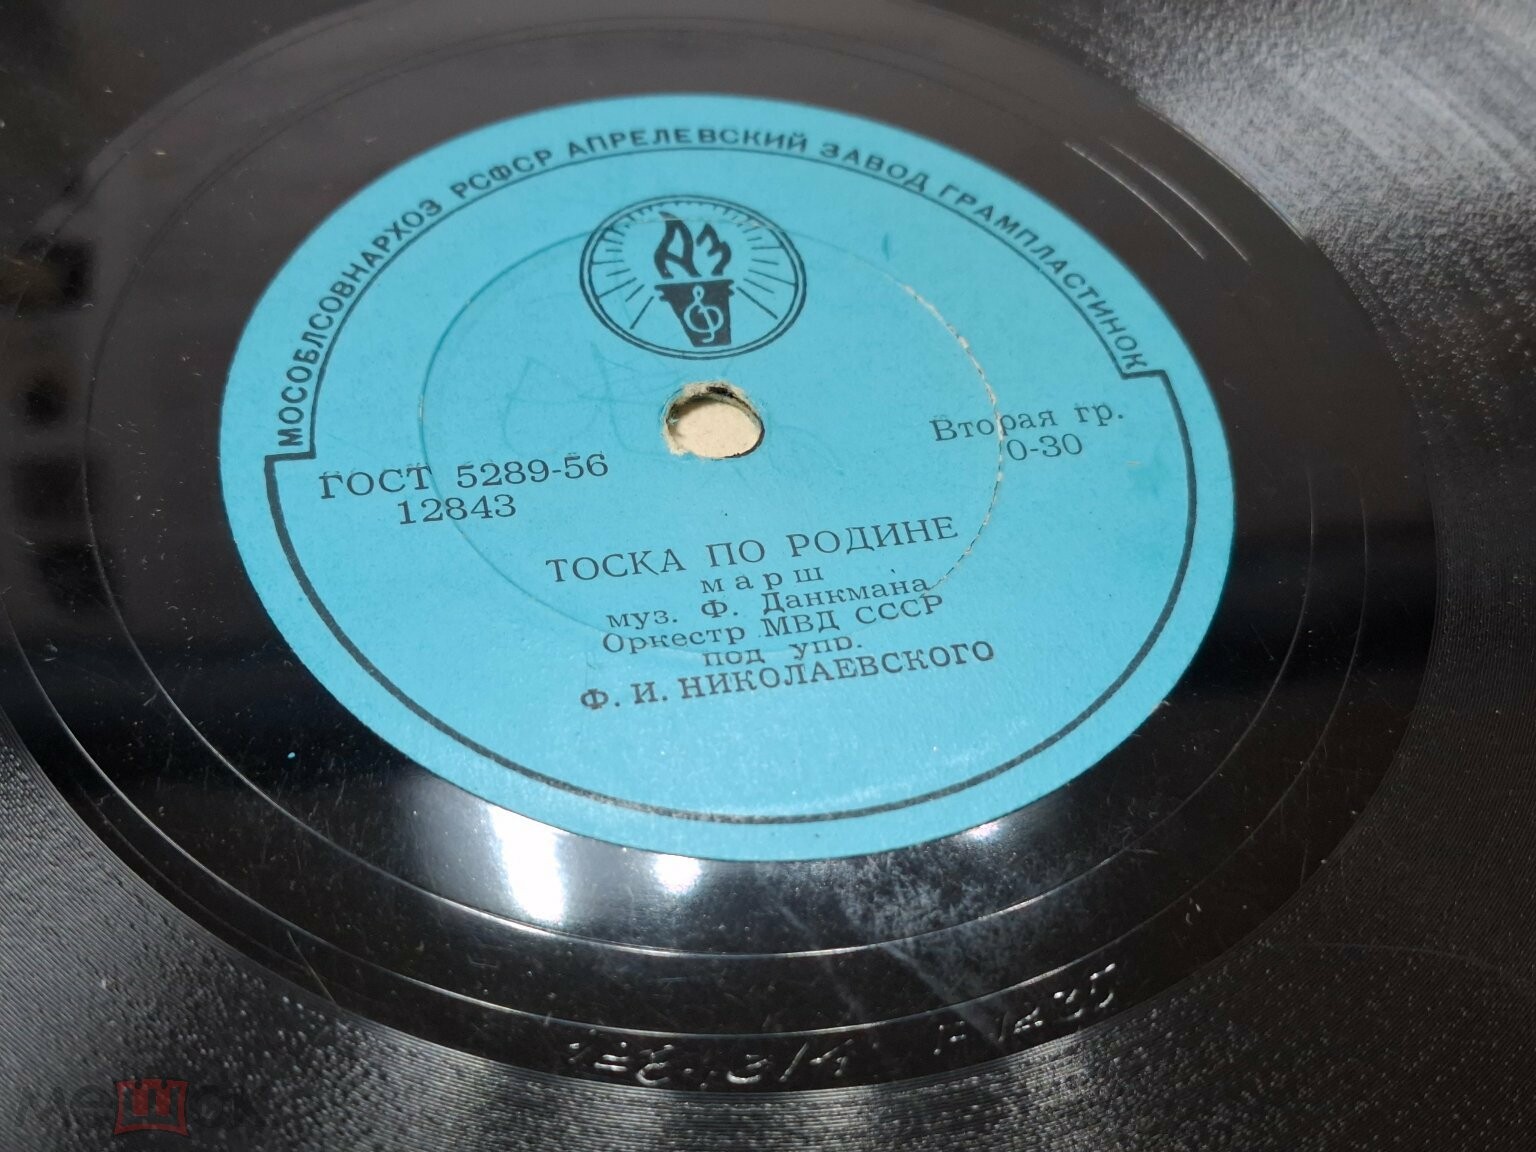 МОСОБЛСОВНАРХОЗ РСФСР АПРЕЛЕВСКИЙ ЗАВОД ГРАМПЛАСТИНОК
АЗ
ГОСТ 5289-56
12843
Вторая гр.
0-30
ТОСКА ПО РОДИНЕ
марш
муз. Ф. Данкмана
Оркестр МВД СССР
под упр.
Ф. И. НИКОЛАЕВСКОГО
мешок